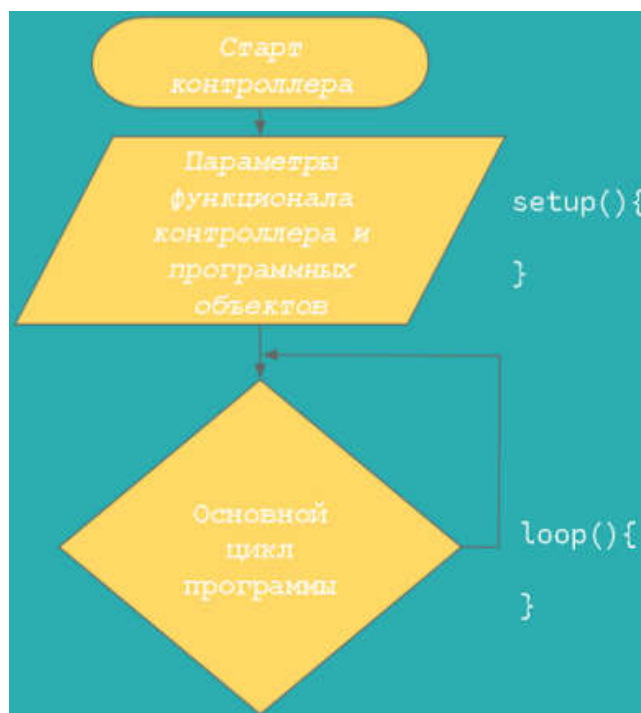 Старт
контроллера
Параметры
функционала
контроллера и
программных
объектов
setup(){
}
Основной
цикл
программы
loop(){
}